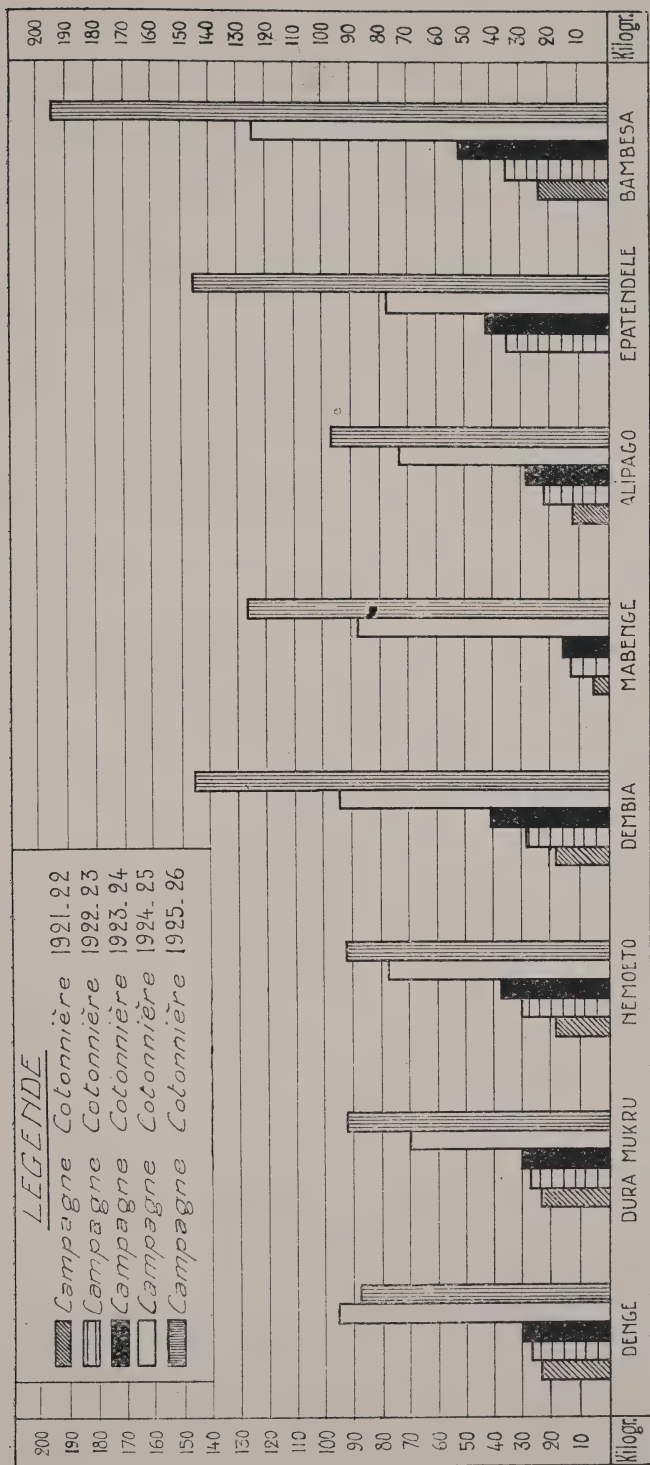 LEGENDE
Campagne Cotonnière 1921-22
Campagne Cotonnière 1922-23
Campagne Cotonnière 1923-24
Campagne Cotonnière 1924-25
Campagne Cotonnière 1925-26
200
190
180
170
160
150
140
130
120
110
100
90
80
70
60
50
40
30
20
10
Kilogr.
DENGE
DURA MUKRU
NEMOETO
DEMBIA
MABENGE
ALIPAGO
EPATENDELE
BAMBESA
200
190
180
170
160
150
140
130
120
110
100
90
80
70
60
50
40
30
20
10
Kilogr.